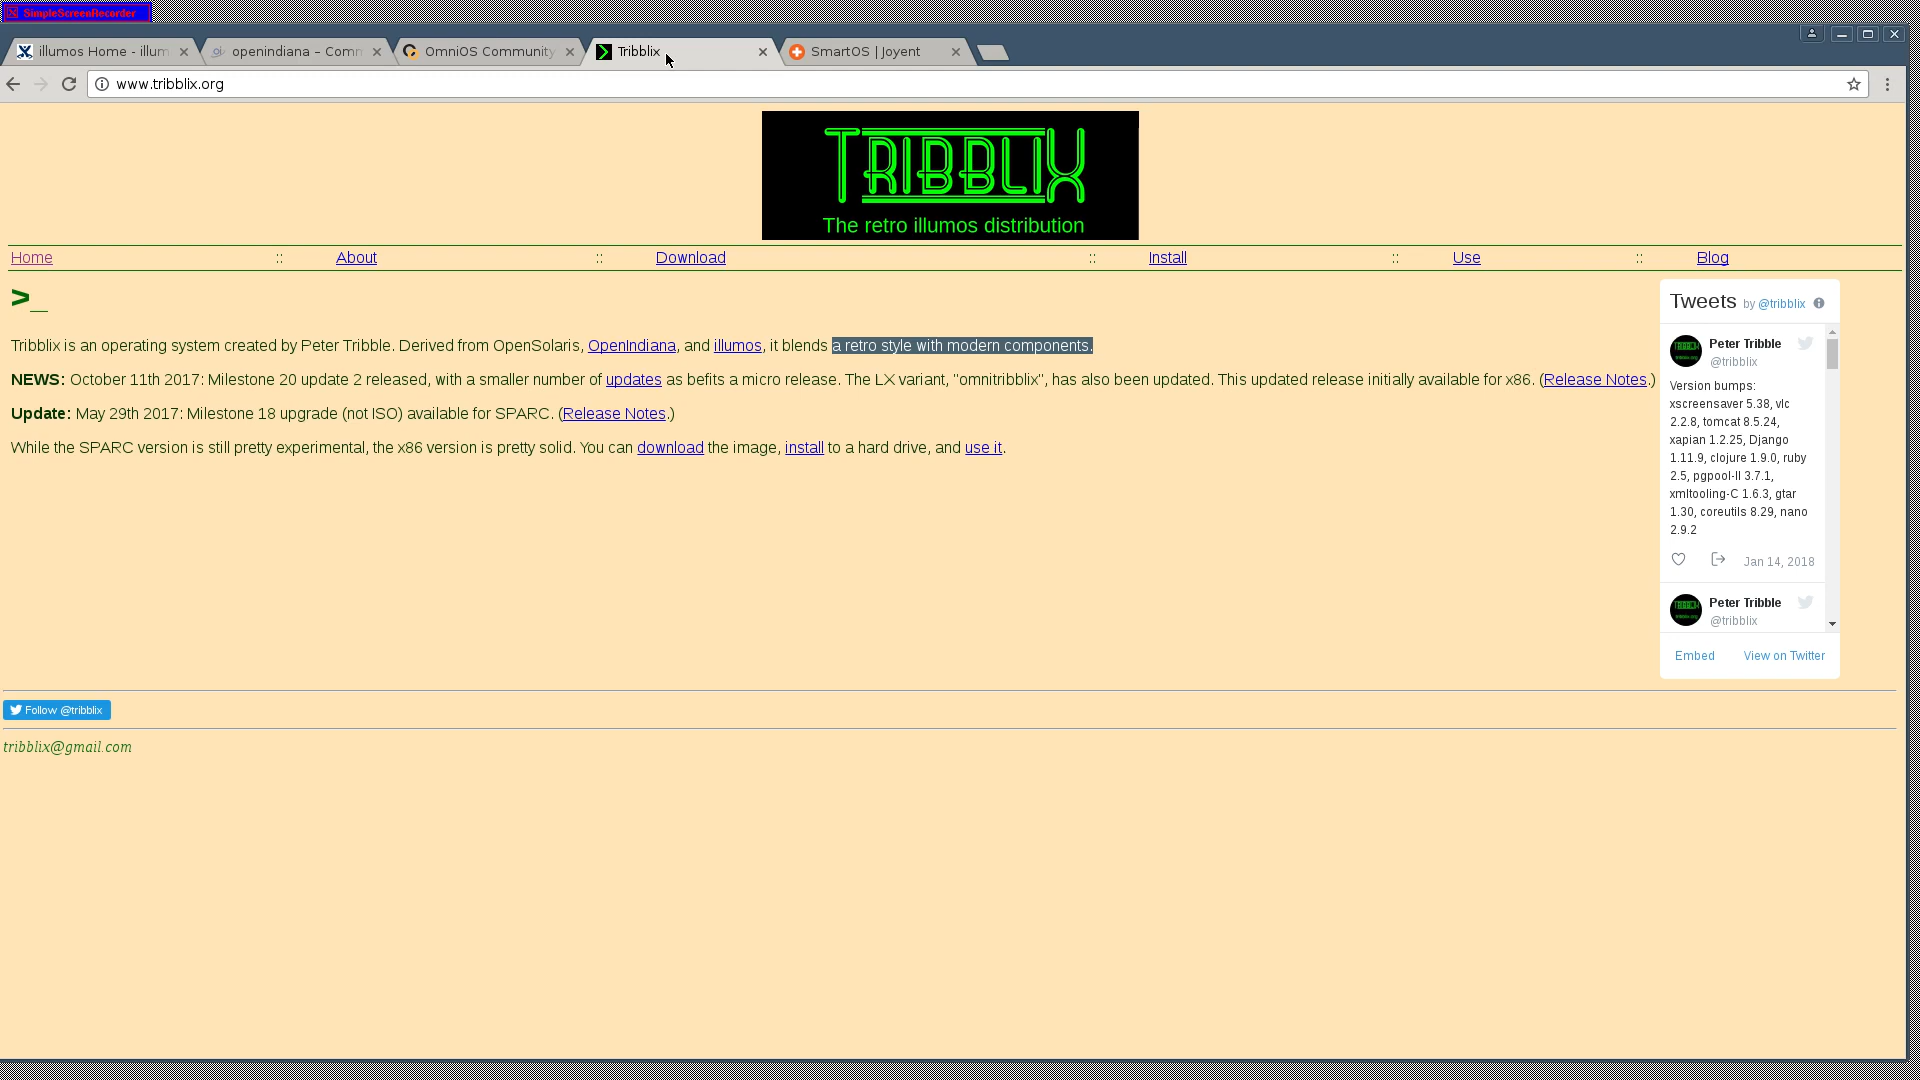 SimpleScreenRecorder
illumos Home - illum
openindiana – Comm
OmniOS Community
Tribblix
SmartOS | Joyent
www.tribblix.org
TRIBBLIX
The retro illumos distribution
Home :: About :: Download :: Install :: Use :: Blog
>_
Tribblix is an operating system created by Peter Tribble. Derived from OpenSolaris, OpenIndiana, and illumos, it blends a retro style with modern components.
NEWS: October 11th 2017: Milestone 20 update 2 released, with a smaller number of updates as befits a micro release. The LX variant, "omnitribblix", has also been updated. This updated release initially available for x86. (Release Notes.)
Update: May 29th 2017: Milestone 18 upgrade (not ISO) available for SPARC. (Release Notes.)
While the SPARC version is still pretty experimental, the x86 version is pretty solid. You can download the image, install to a hard drive, and use it.
Tweets by @tribblix
Peter Tribble
@tribblix
Version bumps:
xscreensaver 5.38, vlc
2.2.8, tomcat 8.5.24,
xapian 1.2.25, Django
1.11.9, clojure 1.9.0, ruby
2.5, pgpool-II 3.7.1,
xmltooling-C 1.6.3, gtar
1.30, coreutils 8.29, nano
2.9.2
Jan 14, 2018
Peter Tribble
@tribblix
Embed View on Twitter
Follow @tribblix
tribblix@gmail.com